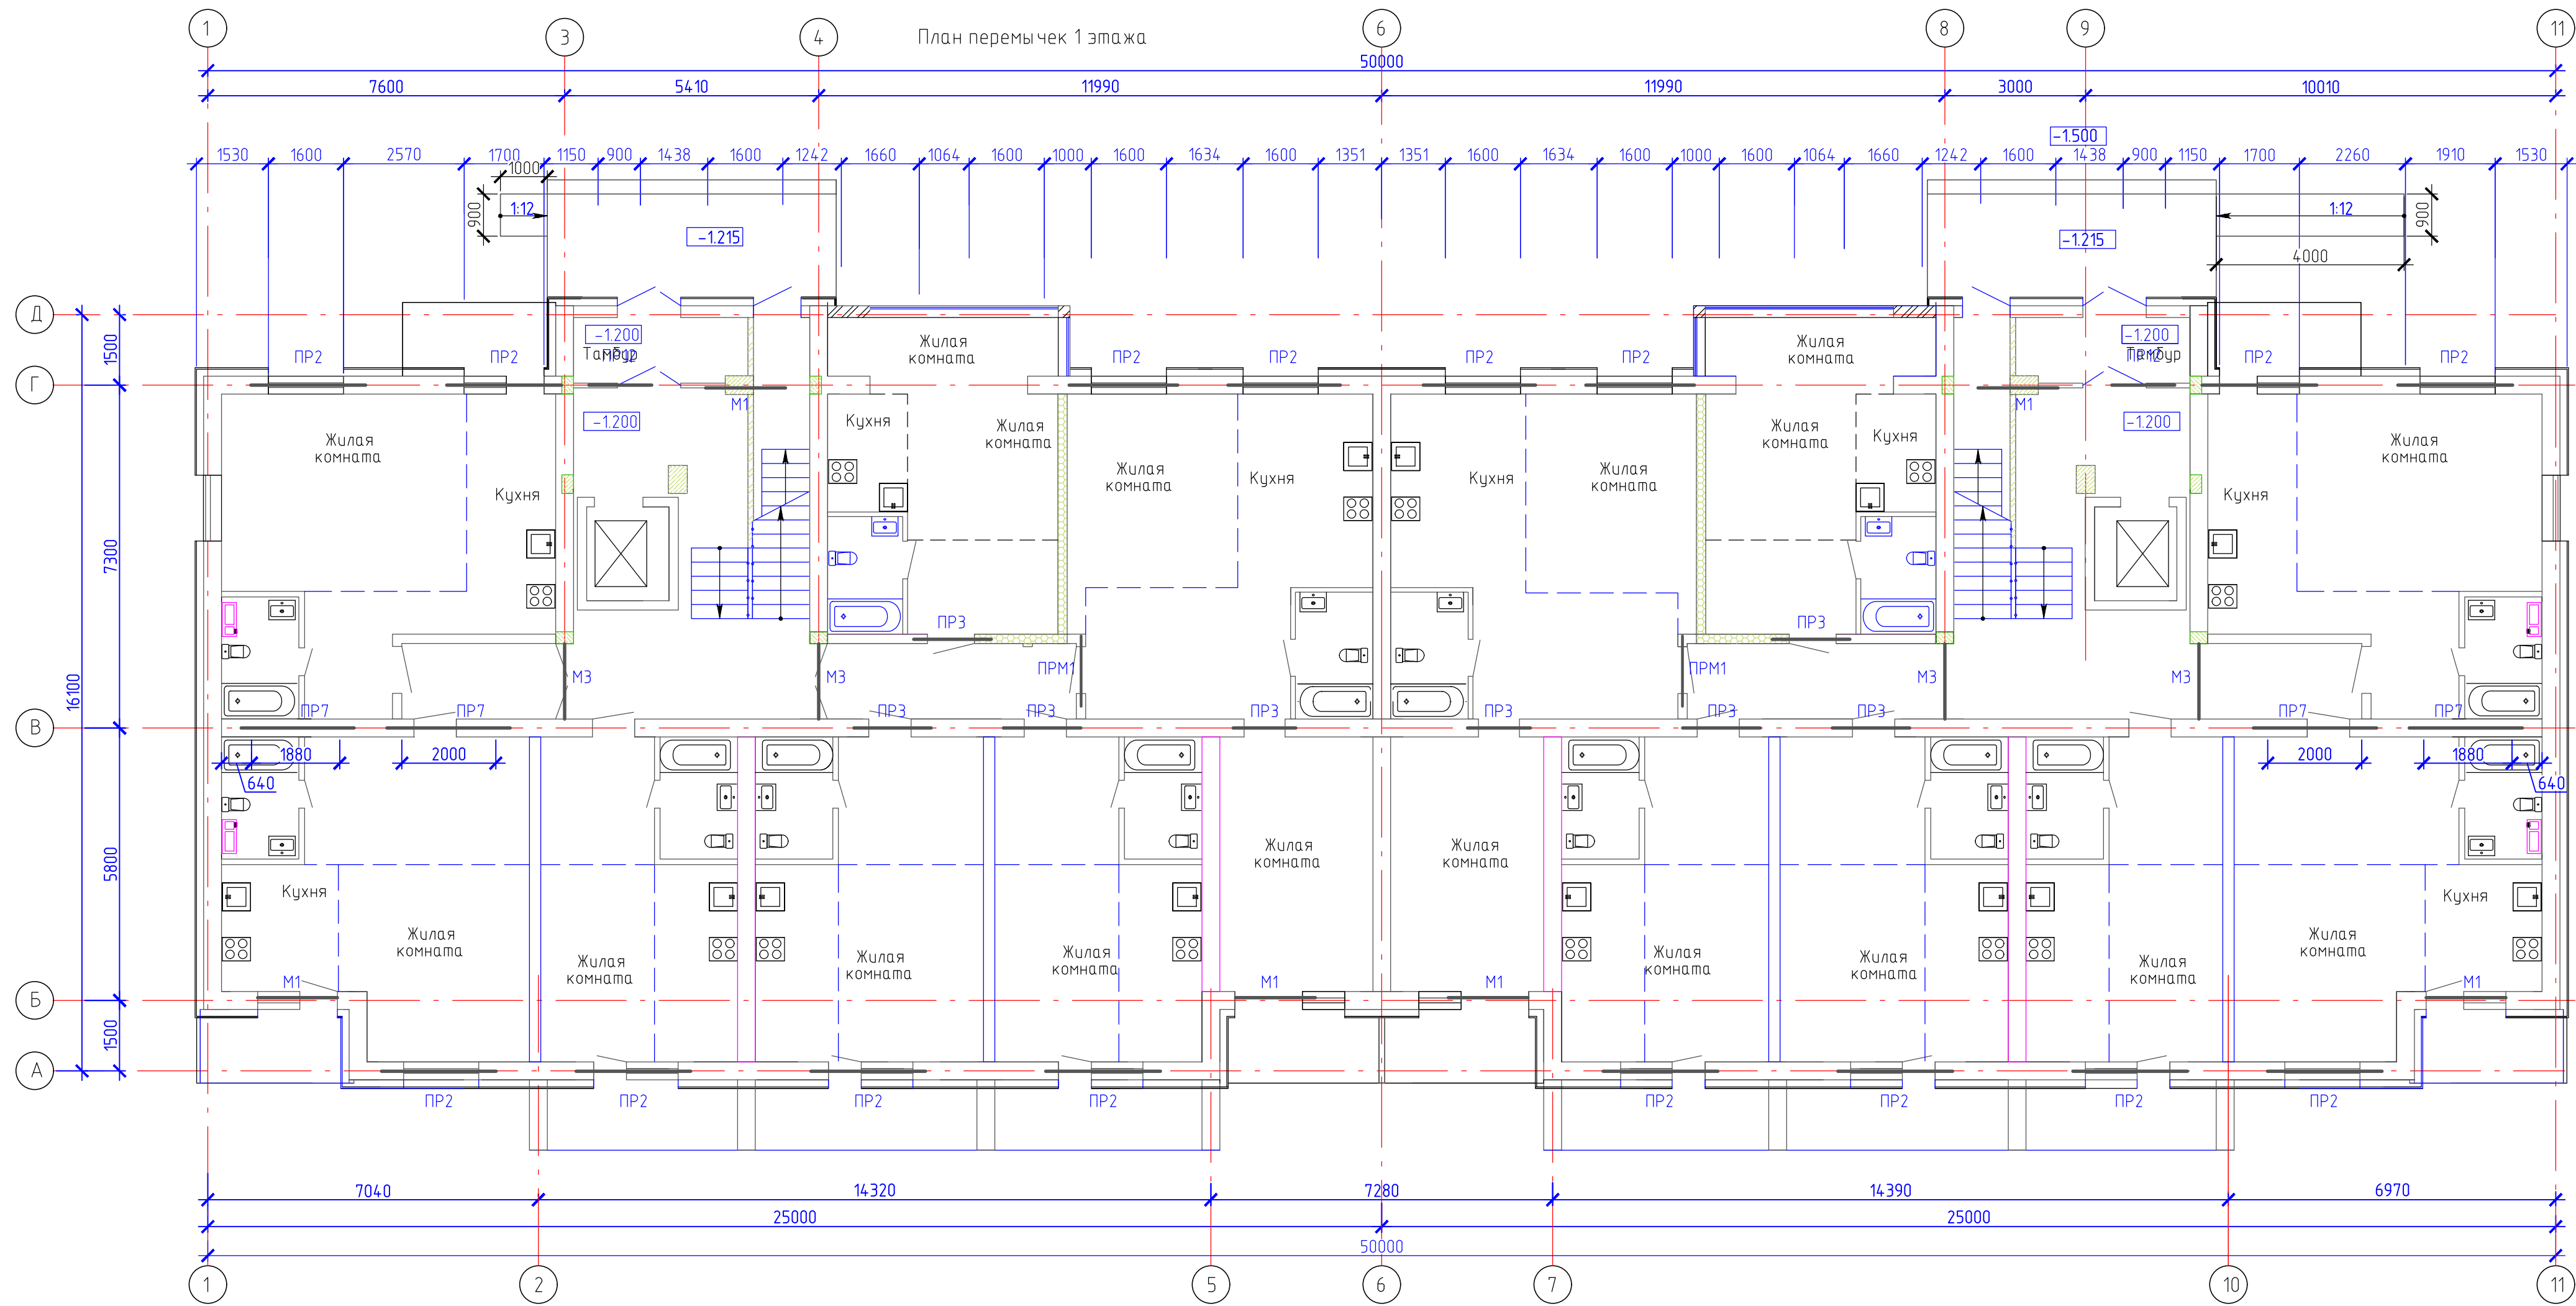 1
3
4
План перемычек 1 этажа
6
8
9
11
50000
7600
5410
11990
11990
3000
10010
-1.500
1530
1600
2570
1700
1150
900
1438
1600
1242
1660
1064
1600
1000
1600
1634
1600
1351
1351
1600
1634
1600
1000
1600
1064
1660
1242
1600
1438
900
1150
1700
2260
1910
1530
1000
900
1:12
-1.215
-1.215
1:12
900
4000
Д
1500
-1.200
Тамбур
-1.200
Тамбур
Жилая
комната
Жилая
комната
ПР2
ПР2
ПР2
ПР2
ПР2
ПР2
ПР2
ПР2
Г
М1
М1
-1.200
-1.200
Жилая
комната
Кухня
Кухня
Жилая
комната
Жилая
комната
Кухня
Кухня
Жилая
комната
Жилая
комната
Кухня
Кухня
Жилая
комната
7300
16100
ПР3
ПР3
М3
М3
ПРМ1
ПРМ1
М3
М3
ПР7
ПР7
ПР3
ПР3
ПР3
ПР3
ПР3
ПР3
ПР7
ПР7
В
640
1880
2000
2000
1880
640
5800
Кухня
Жилая
комната
Жилая
комната
Жилая
комната
Жилая
комната
Жилая
комната
Жилая
комната
Жилая
комната
Жилая
комната
Жилая
комната
Жилая
комната
Кухня
М1
М1
М1
М1
Б
1500
А
ПР2
ПР2
ПР2
ПР2
ПР2
ПР2
ПР2
ПР2
7040
14320
7280
14390
6970
25000
25000
50000
1
2
5
6
7
10
11